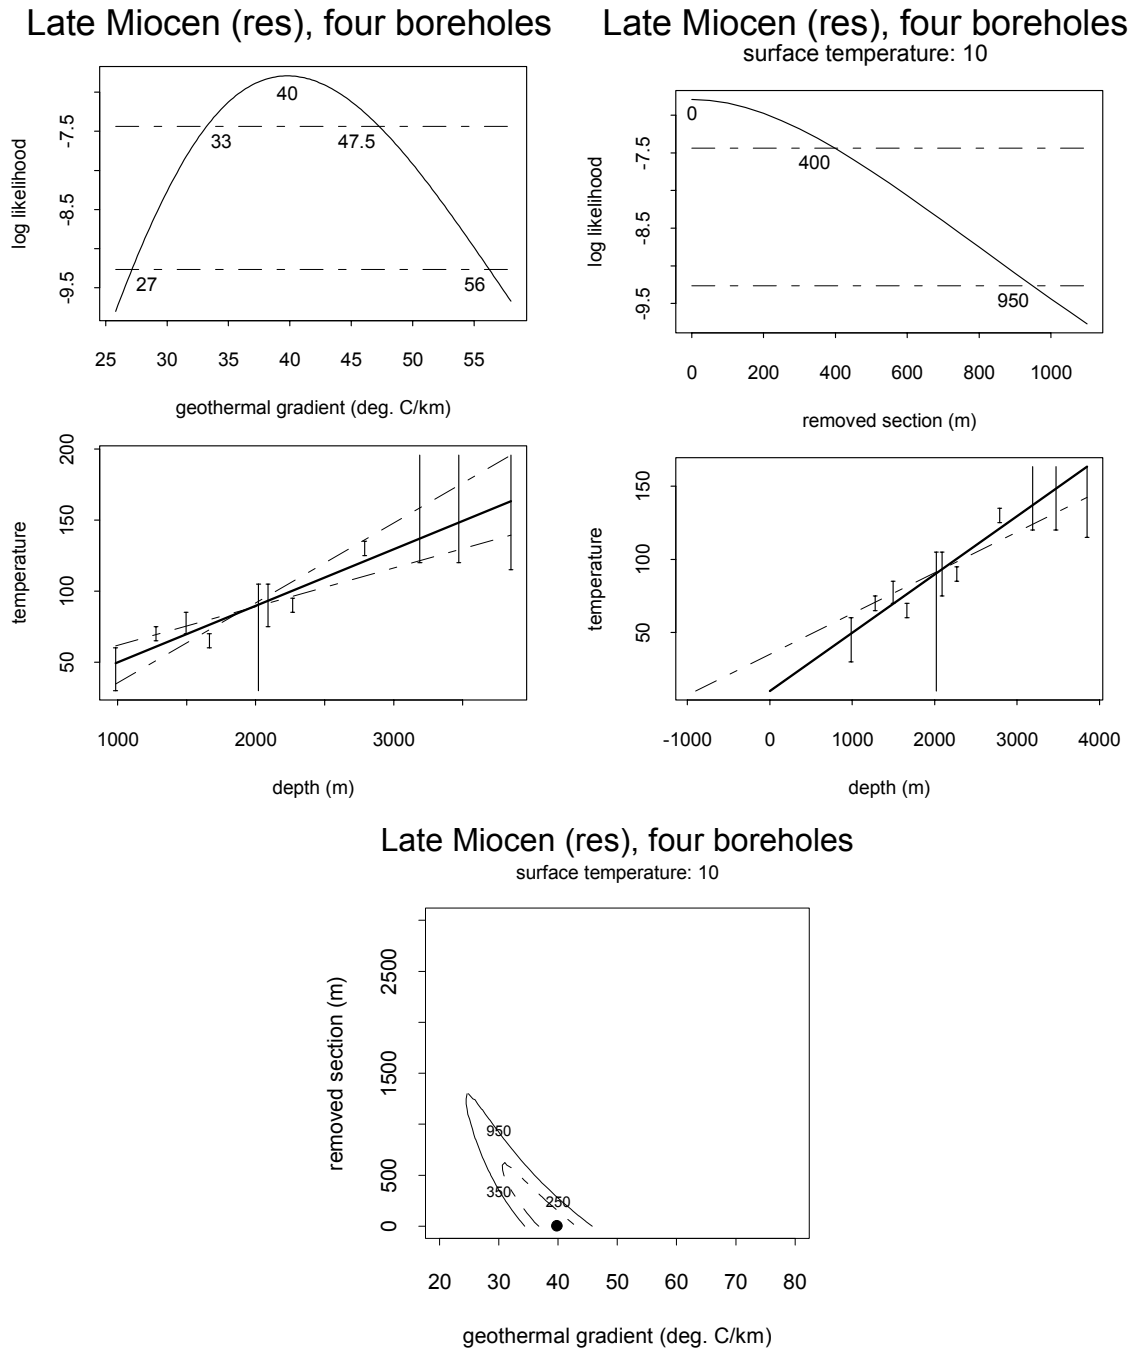 Late Miocen (res), four boreholes
log likelihood
-7.5
-8.5
-9.5
40
33
47.5
27
56
25 30 35 40 45 50 55
geothermal gradient (deg. C/km)
Late Miocen (res), four boreholes
surface temperature: 10
log likelihood
-7.5
-8.5
-9.5
0
400
950
0 200 400 600 800 1000
removed section (m)
temperature
200
150
100
50
1000 2000 3000
depth (m)
temperature
150
100
50
-1000 0 1000 2000 3000 4000
depth (m)
Late Miocen (res), four boreholes
surface temperature: 10
removed section (m)
2500
1500
500
0
950
350
250
20 30 40 50 60 70 80
geothermal gradient (deg. C/km)